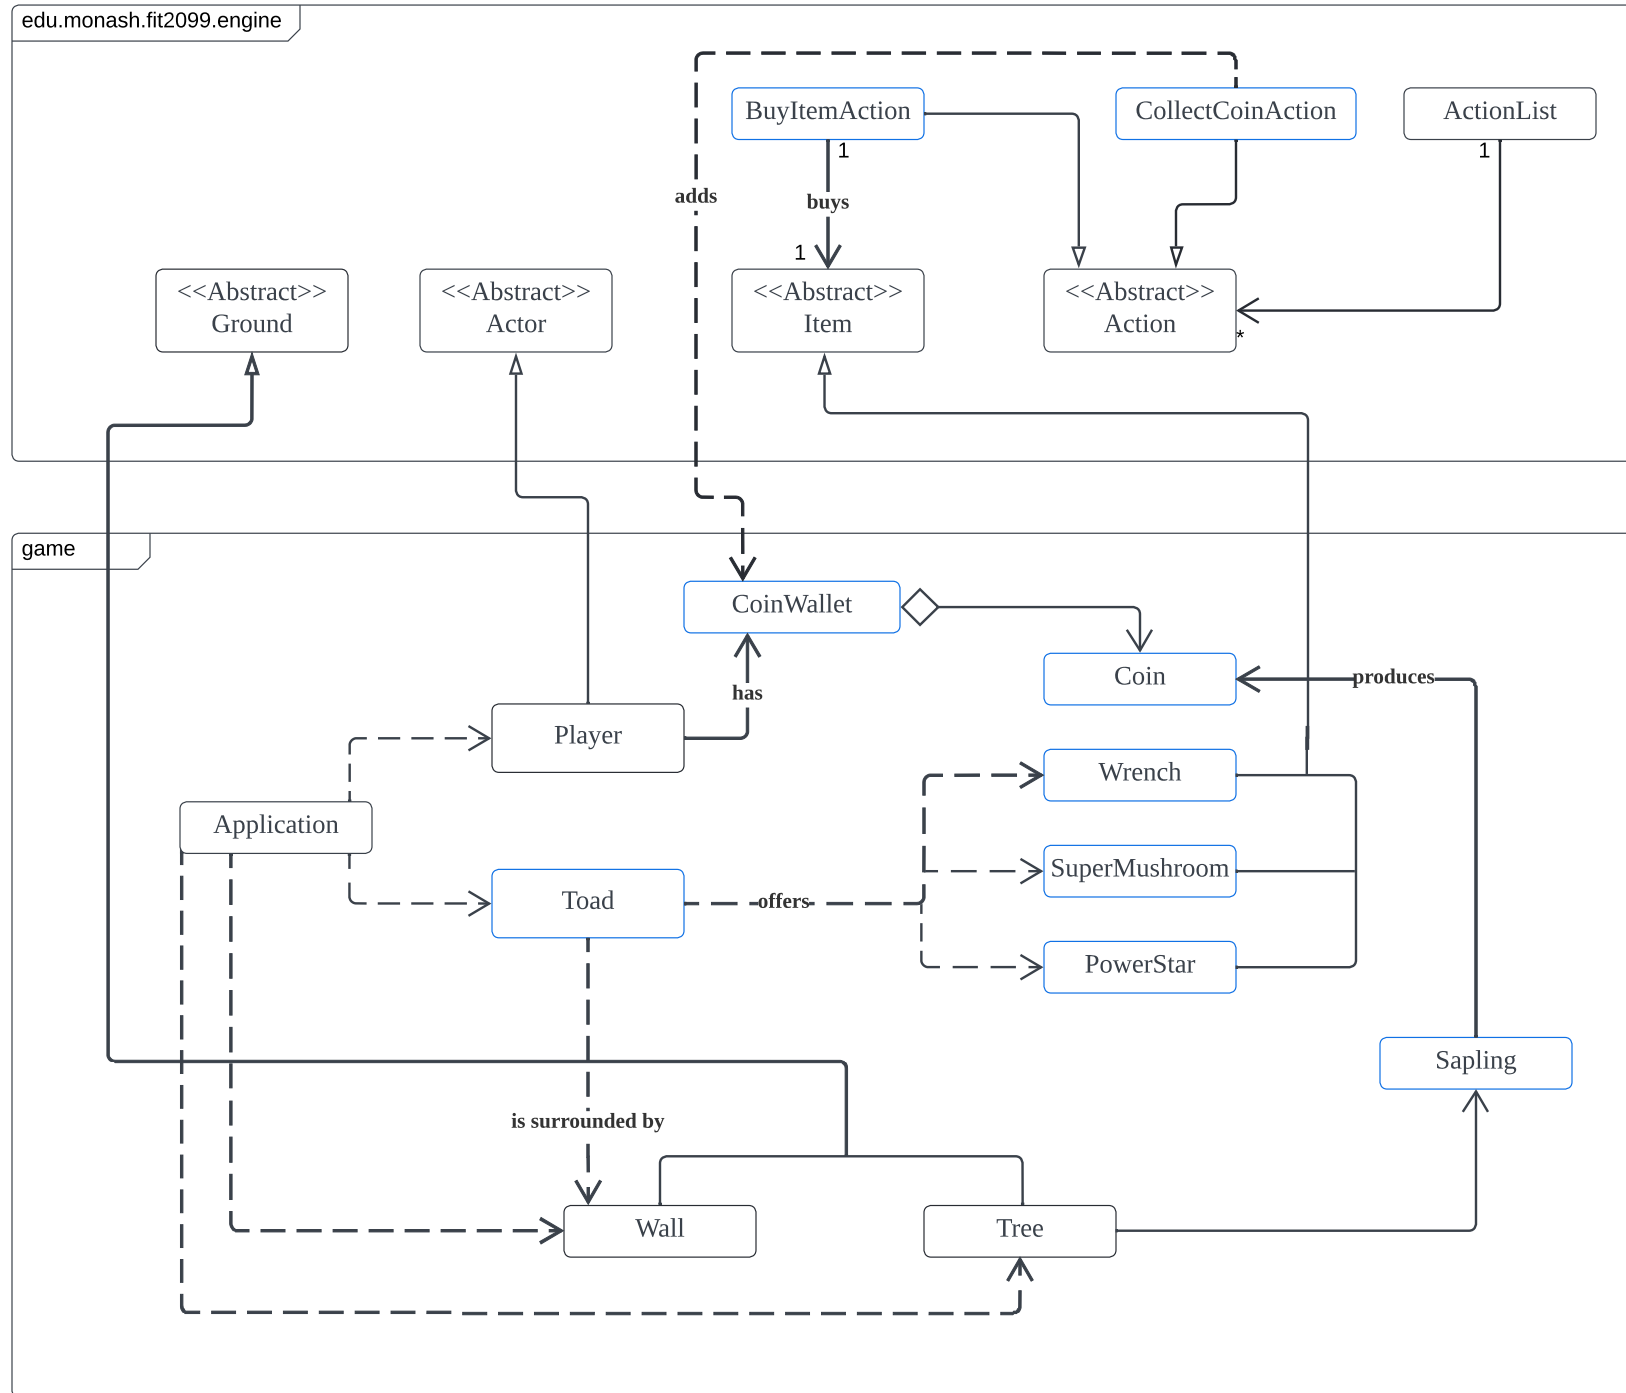 edu.monash.fit2099.engine
BuyItemAction
CollectCoinAction
ActionList
1
1
adds
buys
1
<<Abstract>>
Ground
<<Abstract>>
Actor
<<Abstract>>
Item
<<Abstract>>
Action
*
game
CoinWallet
Coin
produces
has
Player
Wrench
Application
SuperMushroom
Toad
offers
PowerStar
Sapling
is surrounded by
Wall
Tree